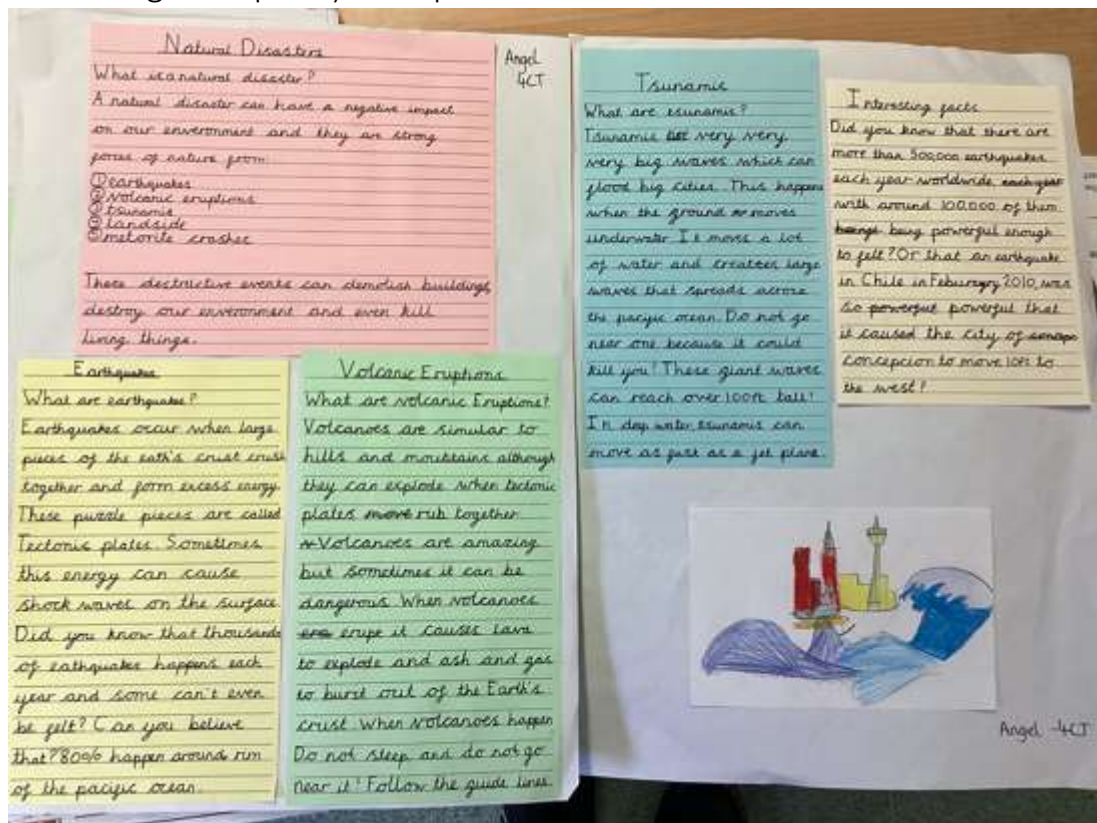 Natural Disasters
What is a natural disaster?
A natural disaster can have a negative impact
on our enveronment and they are strong
forces of nature from:
①earthquakes
②volcanic eruptions
③tsunamis
④landside
⑤metorite crashes
These destructive events can demolish buildings,
destroy our enveronment and even kill
living things.
Angel
4CT
Earthquakes
What are earthquakes?
Earthquakes occur when large
pieces of the eath's crust crush
together and form excess energy.
These puzzle pieces are called
Tectonic plates. Sometimes
this energy can cause
shock waves on the surface.
Did you know that thousands
of eathquakes happens each
year and some can't even
be felt? Can you believe
that? 80% happen around rim
of the pacific ocean.
Volcanic Eruptions
What are volcanic Eruptions?
Volcanoes are simular to
hills and mountains although
they can explode when tectonic
plates move rub together
Volcanoes are amazing
but sometimes it can be
dangerous. When volcanoes
erupe it causes lava
to explode and ash and gas
to burst out of the Earth's
crust. When volcanoes happen
Do not sleep and do not go
near it! Follow the guide lines.
Tsunamis
What are tsunamis?
Tsunamis very, very,
very big waves which can
flood big cities. This happens
when the ground moves
underwater. It moves a lot
of water and createes large
waves that spreads across
the pacific ocean. Do not go
near one because it could
kill you! These giant waves
can reach over 100ft tall!
In deep water, tsunamis can
move as fast as a jet plane.
Interesting facts
Did you know that there are
more than 500,000 earthquakes
each year worldwide, each year
with around 100,000 of them
beings being powerful enough
to felt? Or that an earthquake
in Chile in Feburary 2010, was
so powerful powerful that
it caused the city of
concepcion to move 10ft to
the west?
Angel -4CT